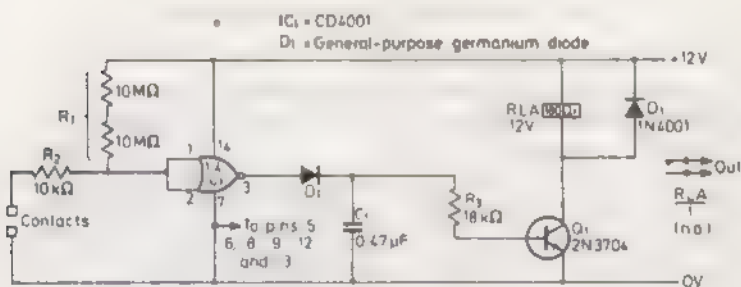 IC1 = CD4001
D1 = General-purpose germanium diode
12V
R1
10MΩ
10MΩ
RLA
12V
D1
1N4001
R2
10kΩ
1
2
14
7
3
D1
Contacts
To pins 5
6, 8 9 12
and 3
C1
0.47µF
R3
18kΩ
Q1
2N3704
Out
RLA
1
(no)
0V